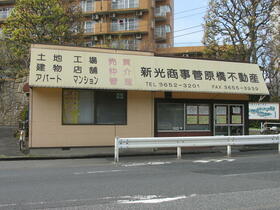 土地 工場 売買
建物 店舗 仲介
アパート マンション 管理
新光商事菅原橋不動産
TEL 3652-3201 FAX 3655-3939